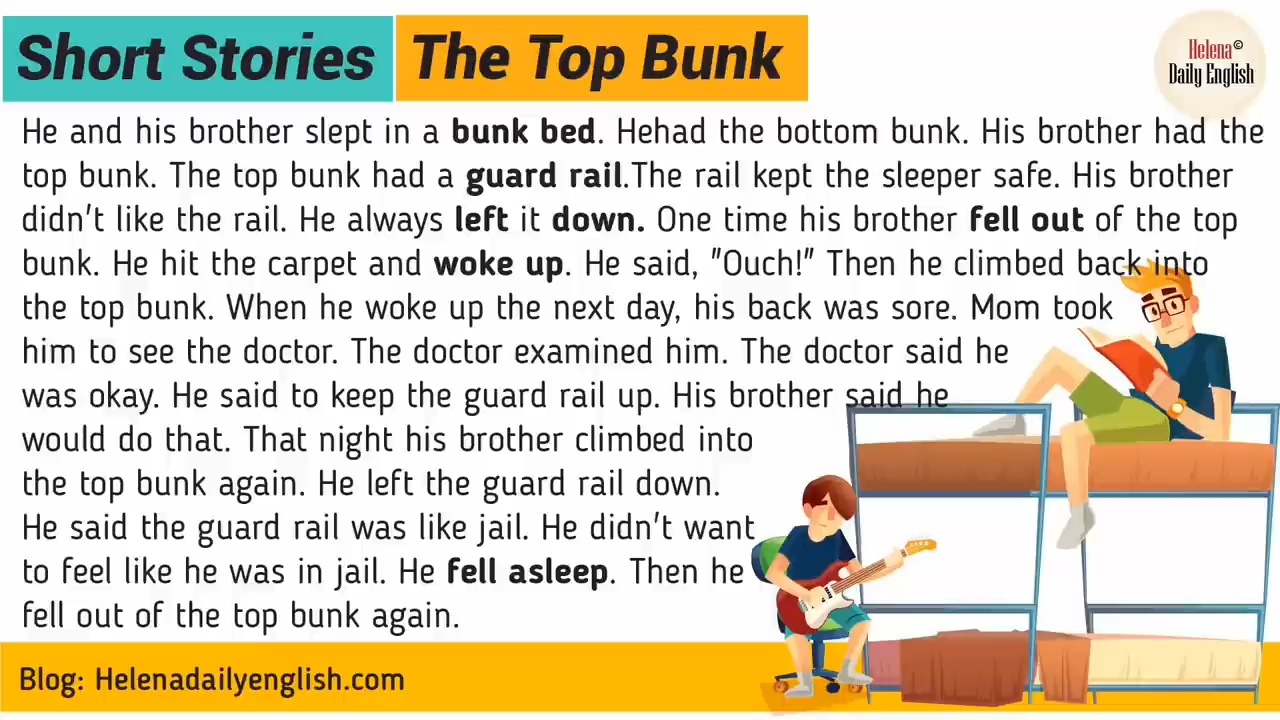 Short Stories The Top Bunk
Helena©
Daily English
He and his brother slept in a bunk bed. Hehad the bottom bunk. His brother had the
top bunk. The top bunk had a guard rail.The rail kept the sleeper safe. His brother
didn't like the rail. He always left it down. One time his brother fell out of the top
bunk. He hit the carpet and woke up. He said, "Ouch!" Then he climbed back into
the top bunk. When he woke up the next day, his back was sore. Mom took
him to see the doctor. The doctor examined him. The doctor said he
was okay. He said to keep the guard rail up. His brother said he
would do that. That night his brother climbed into
the top bunk again. He left the guard rail down.
He said the guard rail was like jail. He didn't want
to feel like he was in jail. He fell asleep. Then he
fell out of the top bunk again.
Blog: Helenadailyenglish.com